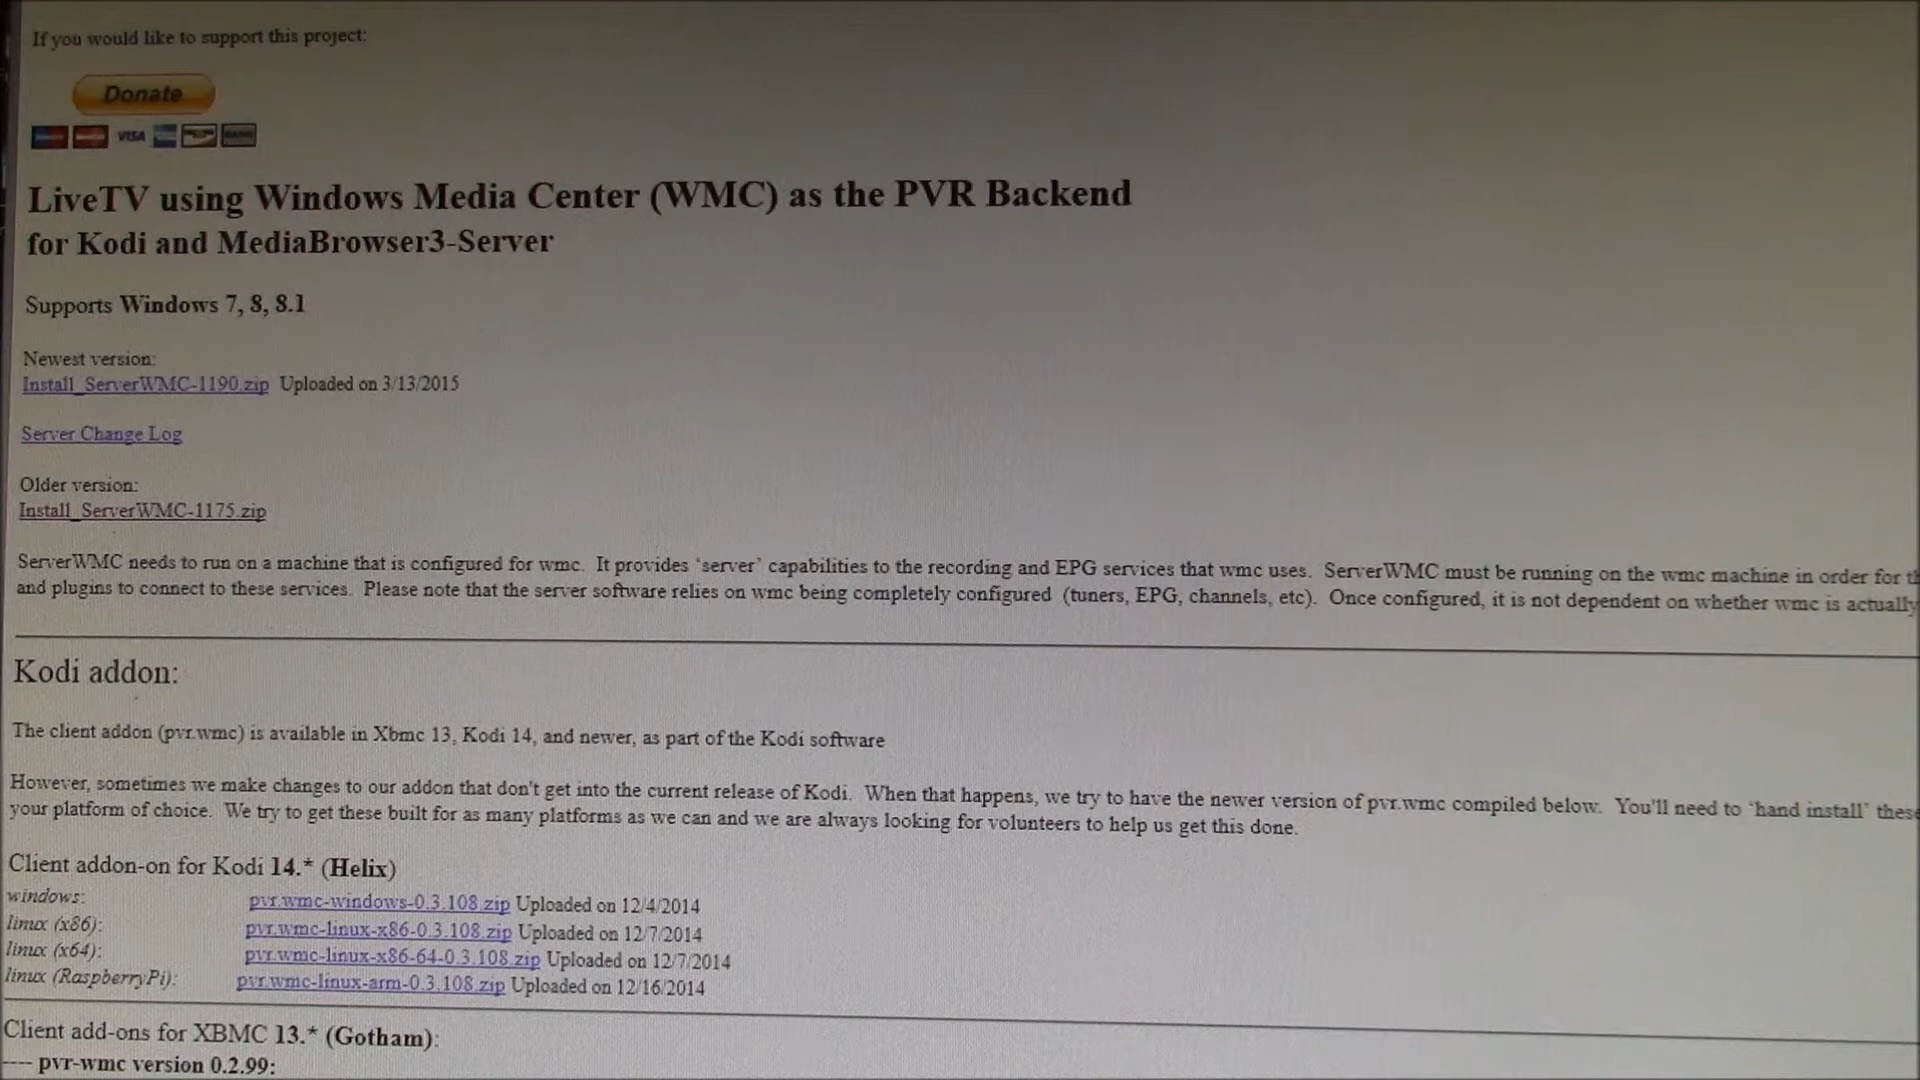 If you would like to support this project:
Donate
VISA
LiveTV using Windows Media Center (WMC) as the PVR Backend
for Kodi and MediaBrowser3-Server
Supports Windows 7, 8, 8.1
Newest version:
Install_ServerWMC-1190.zip Uploaded on 3/13/2015
Server Change Log
Older version:
Install_ServerWMC-1175.zip
ServerWMC needs to run on a machine that is configured for wmc. It provides 'server' capabilities to the recording and EPG services that wmc uses. ServerWMC must be running on the wmc machine in order for
and plugins to connect to these services. Please note that the server software relies on wmc being completely configured (tuners, EPG, channels, etc). Once configured, it is not dependent on whether wmc is actually
Kodi addon:
The client addon (pvr.wmc) is available in Xbmc 13, Kodi 14, and newer, as part of the Kodi software
However, sometimes we make changes to our addon that don't get into the current release of Kodi. When that happens, we try to have the newer version of pvr.wmc compiled below. You'll need to 'hand install' these
your platform of choice. We try to get these built for as many platforms as we can and we are always looking for volunteers to help us get this done.
Client addon-on for Kodi 14.* (Helix)
windows: pvr.wmc-windows-0.3.108.zip Uploaded on 12/4/2014
linux (x86): pvr.wmc-linux-x86-0.3.108.zip Uploaded on 12/7/2014
linux (x64): pvr.wmc-linux-x86-64-0.3.108.zip Uploaded on 12/7/2014
linux (RaspberryPi): pvr.wmc-linux-arm-0.3.108.zip Uploaded on 12/16/2014
Client add-ons for XBMC 13.* (Gotham):
---- pvr-wmc version 0.2.99: